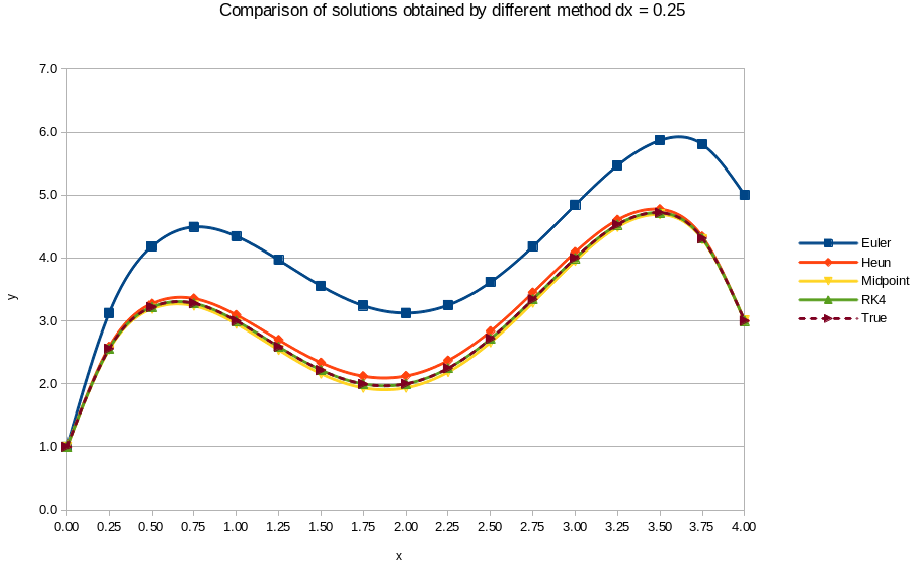 Comparison of solutions obtained by different method dx = 0.25
7.0
6.0
5.0
4.0
3.0
2.0
1.0
0.0
y
0.00 0.25 0.50 0.75 1.00 1.25 1.50 1.75 2.00 2.25 2.50 2.75 3.00 3.25 3.50 3.75 4.00
x
Euler
Heun
Midpoint
RK4
True